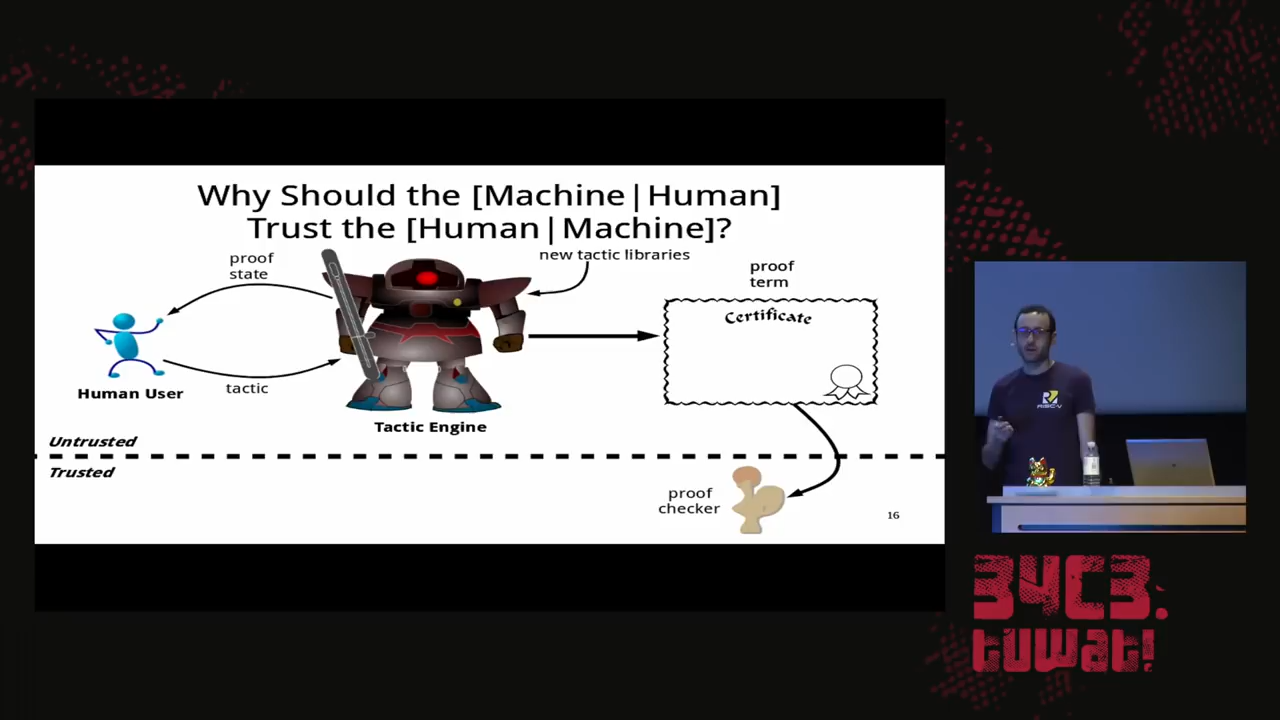 Why Should the [Machine|Human]
Trust the [Human|Machine]?
proof
state
new tactic libraries
proof
term
Certificate
tactic
Human User
Tactic Engine
Untrusted
Trusted
proof
checker
16
RISC-V
34C3.
tuwat!